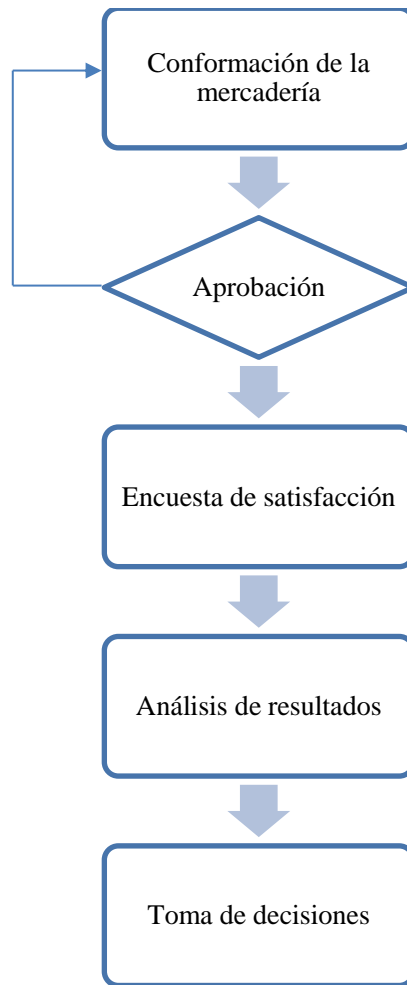 Conformación de la
mercadería
Aprobación
Encuesta de satisfacción
Análisis de resultados
Toma de decisiones